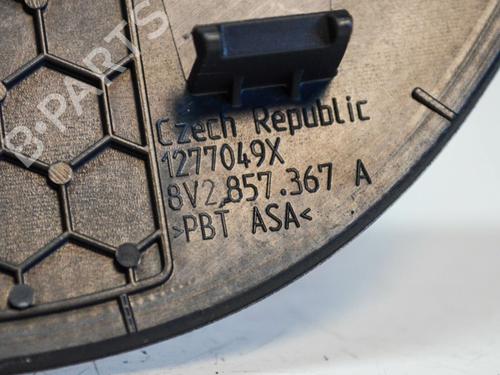 B-PARTS
Czech Republic
1277049X
8V2.857.367 A
>PBT ASA<